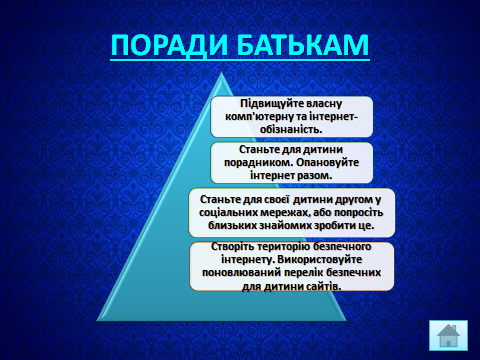 ПОРАДИ БАТЬКАМ
Підвищуйте власну
комп'ютерну та інтернет-
обізнаність.
Станьте для дитини
порадником. Опановуйте
інтернет разом.
Станьте для своєї дитини другом у
соціальних мережах, або попросіть
близьких знайомих зробити це.
Створіть територію безпечного
інтернету. Використовуйте
поновлюваний перелік безпечних
для дитини сайтів.